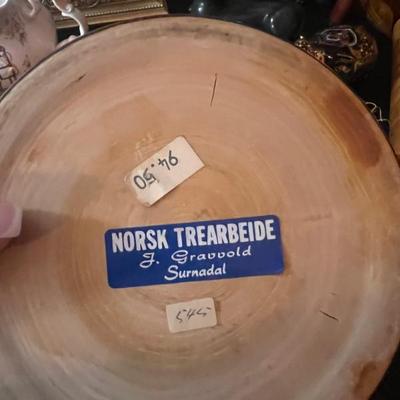 94.50
NORSK TREARBEIDE
J. Gravvold
Surnadal
545